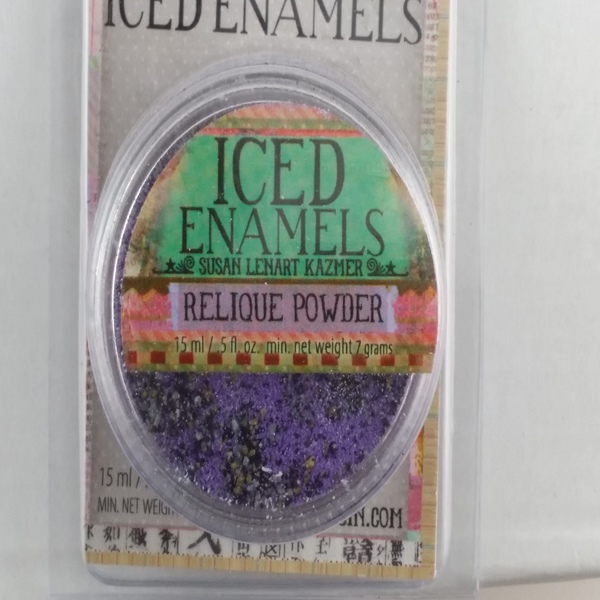 ICED ENAMELS
ICED
ENAMELS
SUSAN LENART KAZMER
RELIQUE POWDER
15 ml / .5 fl. oz. min. net weight 7 grams
15 ml /
MIN. NET WEIGH
.COM